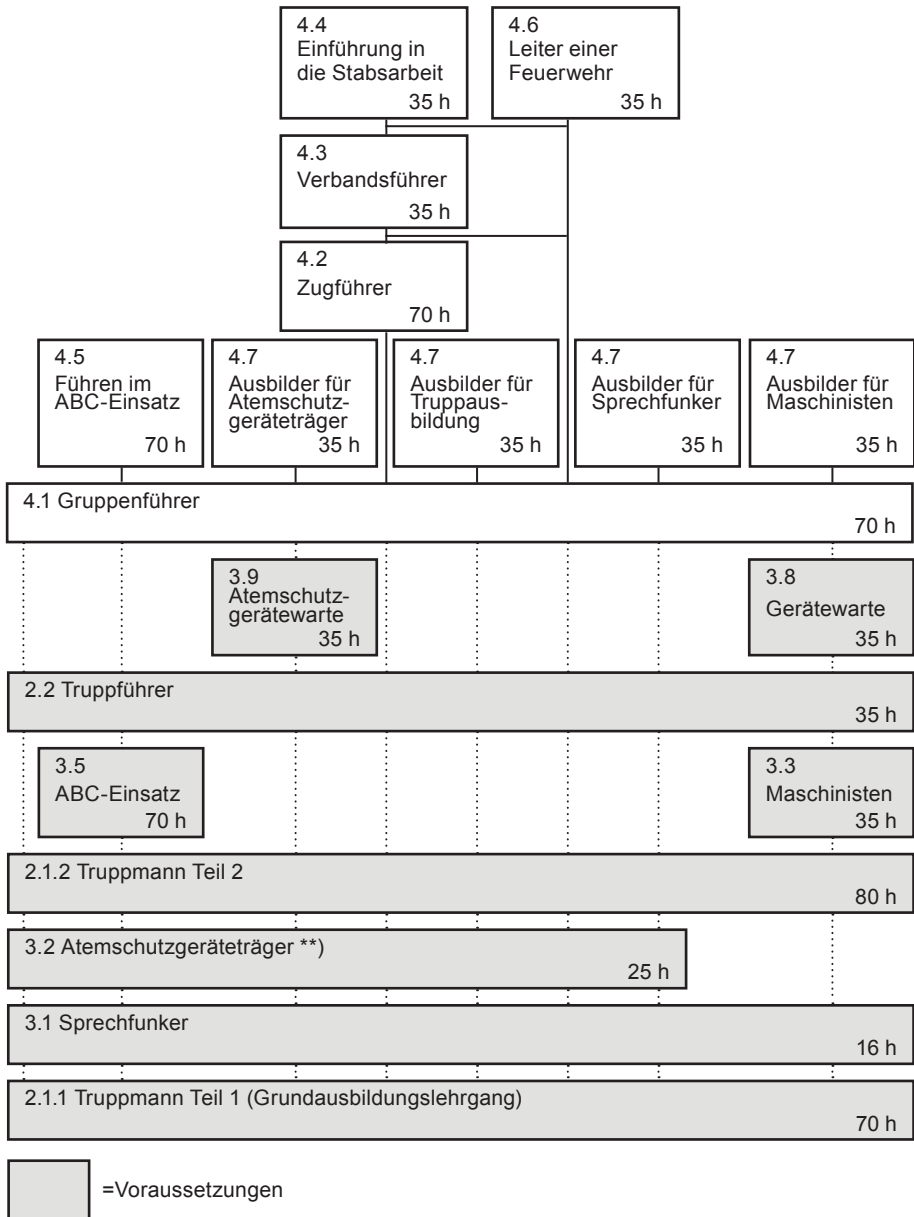 4.4
Einführung in
die Stabsarbeit
35 h
4.6
Leiter einer
Feuerwehr
35 h
4.3
Verbandsführer
35 h
4.2
Zugführer
70 h
4.5
Führen im
ABC-Einsatz
70 h
4.7
Ausbilder für
Atemschutz-
geräteträger
35 h
4.7
Ausbilder für
Truppaus-
bildung
35 h
4.7
Ausbilder für
Sprechfunker
35 h
4.7
Ausbilder für
Maschinisten
35 h
4.1 Gruppenführer
70 h
3.9
Atemschutz-
gerätewarte
35 h
3.8
Gerätewarte
35 h
2.2 Truppführer
35 h
3.5
ABC-Einsatz
70 h
3.3
Maschinisten
35 h
2.1.2 Truppmann Teil 2
80 h
3.2 Atemschutzgeräteträger **)
25 h
3.1 Sprechfunker
16 h
2.1.1 Truppmann Teil 1 (Grundausbildungslehrgang)
70 h
=Voraussetzungen